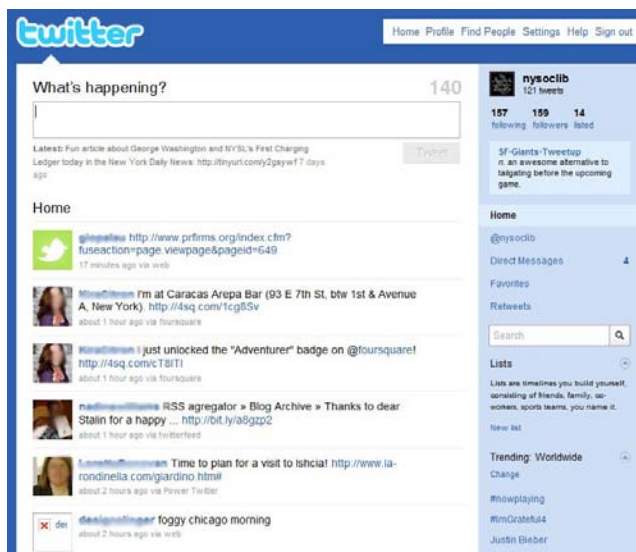 twitter
Home Profile Find People Settings Help Sign out
What's happening?
140
Latest: Fun article about George Washington and NYSL's First Charging
Ledger today in the New York Daily News: http://tinyurl.com/y2gsywf 7 days
ago
Tweet
Home
http://www.prfirms.org/index.cfm?
fuseaction=page.viewpage&pageid=649
17 minutes ago via web
I'm at Caracas Arepa Bar (93 E 7th St, btw 1st & Avenue
A, New York). http://4sq.com/1cg8Sv
about 1 hour ago via foursquare
I just unlocked the "Adventurer" badge on @foursquare!
http://4sq.com/cT8ITI
about 1 hour ago via foursquare
RSS agregator » Blog Archive » Thanks to dear
Stalin for a happy ... http://bit.ly/a8gzp2
about 1 hour ago via twitterfeed
Time to plan for a visit to Ishcia! http://www.la-
rondinella.com/giardino.htm#
about 2 hours ago via Power Twitter
des
foggy chicago morning
about 2 hours ago via web
nysoclib
121 tweets
157 159 14
following followers listed
SF-Giants-Tweetup
n. an awesome alternative to
tailgating before the upcoming
game.
Home
@nysoclib
Direct Messages 4
Favorites
Retweets
Search
Lists
Lists are timelines you build yourself,
consisting of friends, family, co-
workers, sports teams, you name it.
New list
Trending: Worldwide
Change
#nowplaying
#ImGrateful4
Justin Bieber